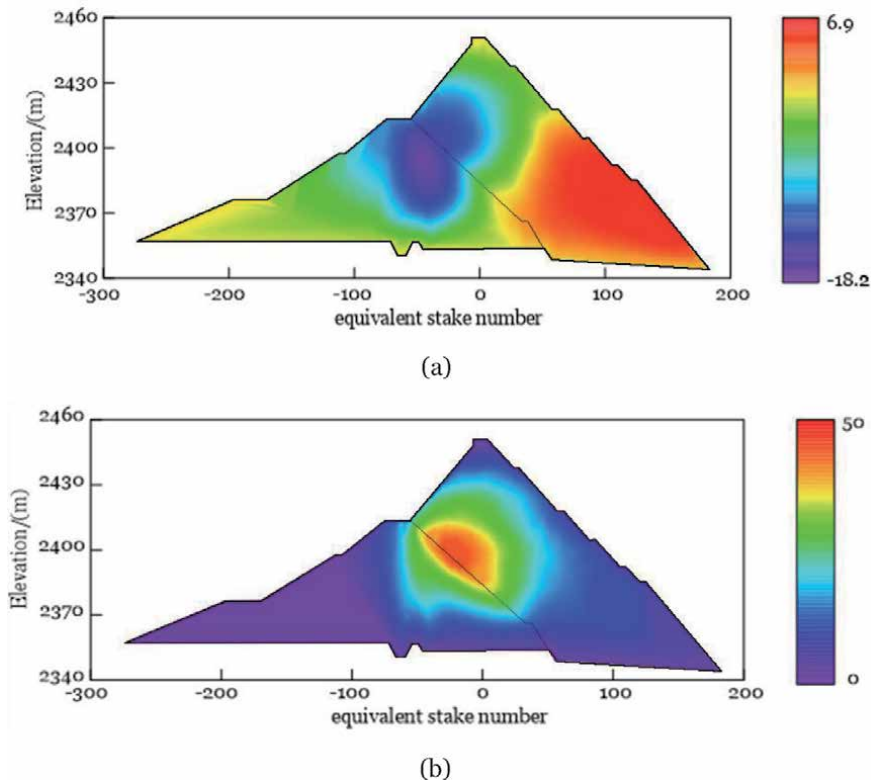 2460
2430
2400
2370
2340
Elevation/(m)
-300 -200 -100 0 100 200
equivalent stake number
6.9
-18.2
(a)
2460
2430
2400
2370
2340
Elevation/(m)
-300 -200 -100 0 100 200
equivalent stake number
50
0
(b)